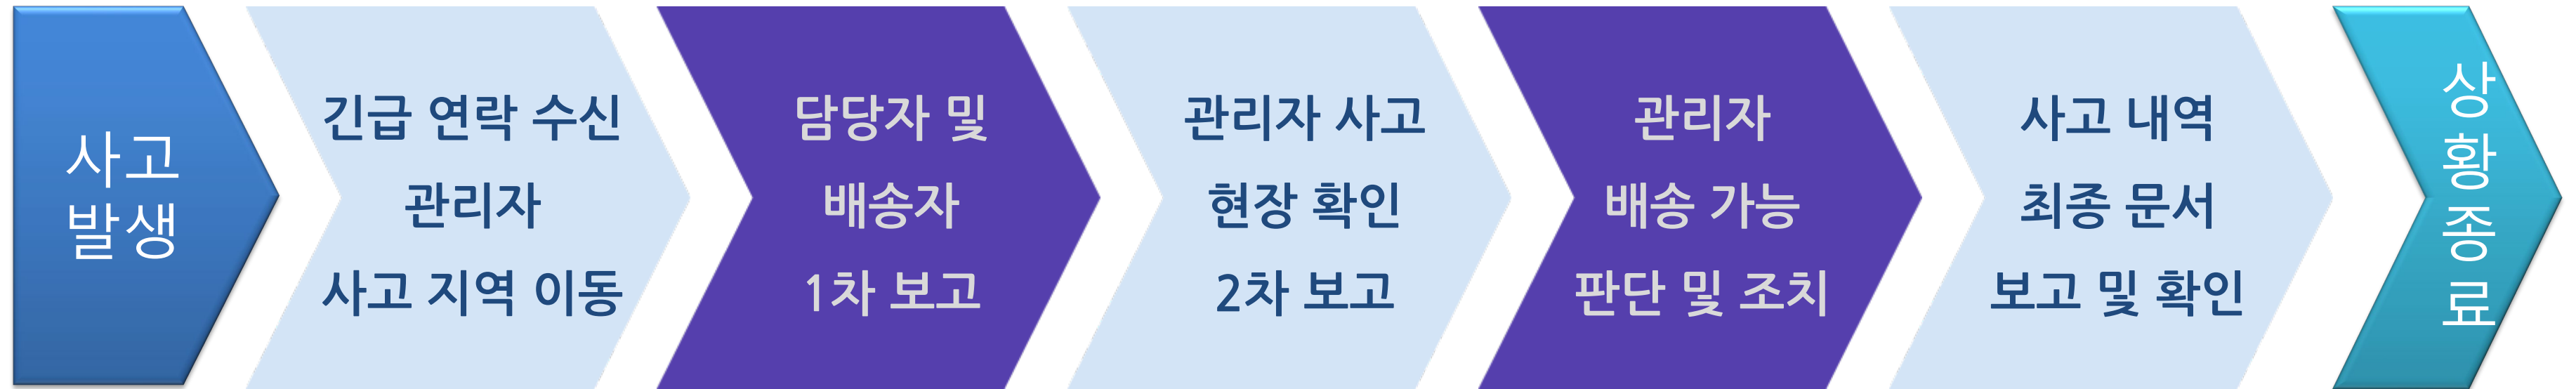 사고
발생
긴급 연락 수신
관리자
사고 지역 이동
담당자 및
배송자
1차 보고
관리자 사고
현장 확인
2차 보고
관리자
배송 가능
판단 및 조치
사고 내역
최종 문서
보고 및 확인
상
황
종
료